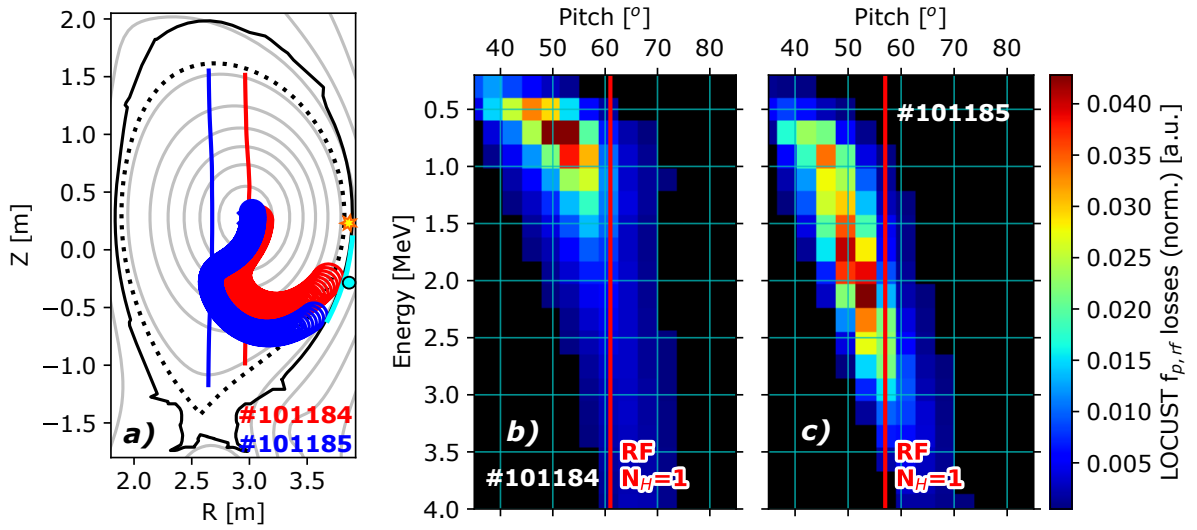 2.0
1.5
1.0
0.5
0.0
−0.5
−1.0
−1.5
Z [m]
#101184
#101185
a)
2.0 2.5 3.0 3.5
R [m]
Pitch [°]
40 50 60 70 80
0.5
1.0
1.5
2.0
2.5
3.0
3.5
4.0
Energy [MeV]
b)
#101184
RF
N_H=1
Pitch [°]
40 50 60 70 80
#101185
c)
RF
N_H=1
0.040
0.035
0.030
0.025
0.020
0.015
0.010
0.005
LOCUST f_{p,rf} losses (norm.) [a.u.]